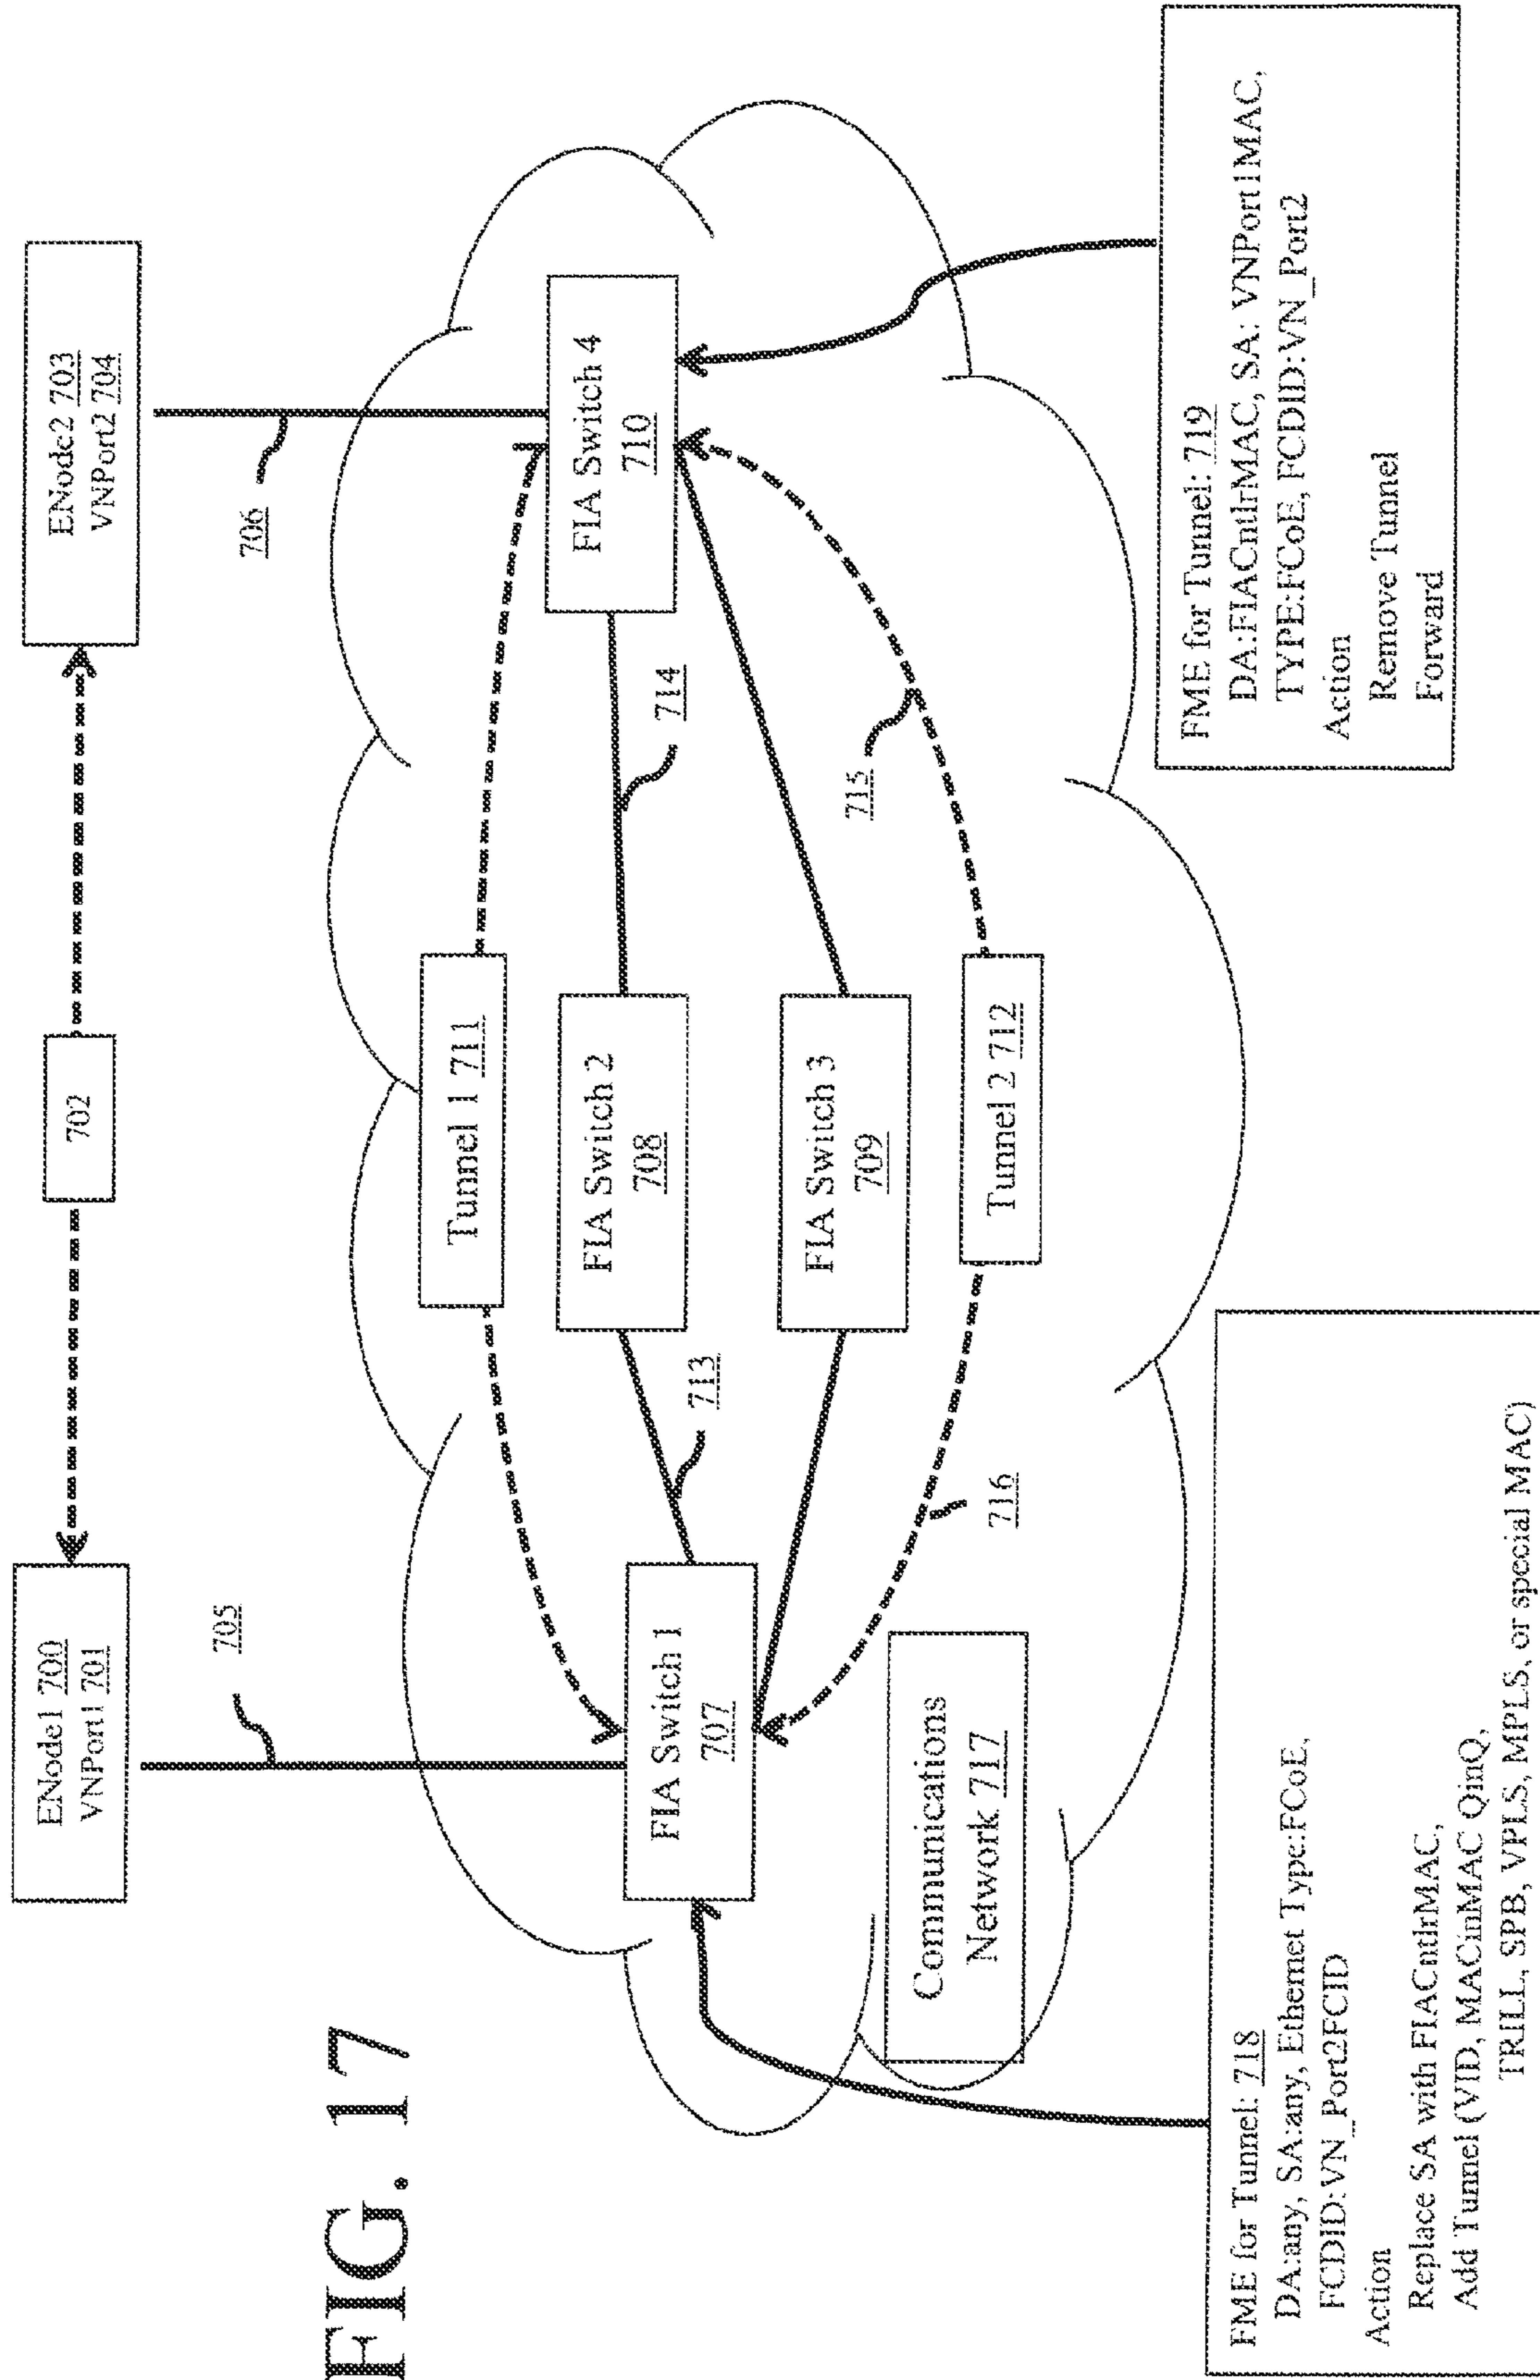 FIG. 17
ENode1 700
VNPort1 701
702
ENode2 703
VNPort2 704
705
706
Tunnel 1 711
FIA Switch 1
707
FIA Switch 2
708
FIA Switch 3
709
FIA Switch 4
710
713
714
715
716
Tunnel 2 712
Communications
Network 717
FME for Tunnel: 718
DA:any, SA:any, Ethernet Type:FCoE,
FCDID:VN_Port2FCID
Action
Replace SA with FIACntlrMAC,
Add Tunnel (VID, MACinMAC QinQ,
TRILL, SPB, VPLS, MPLS, or special MAC)
FME for Tunnel: 719
DA:FIACntlrMAC, SA: VNPort1MAC,
TYPE:FCoE, FCDID:VN_Port2
Action
Remove Tunnel
Forward